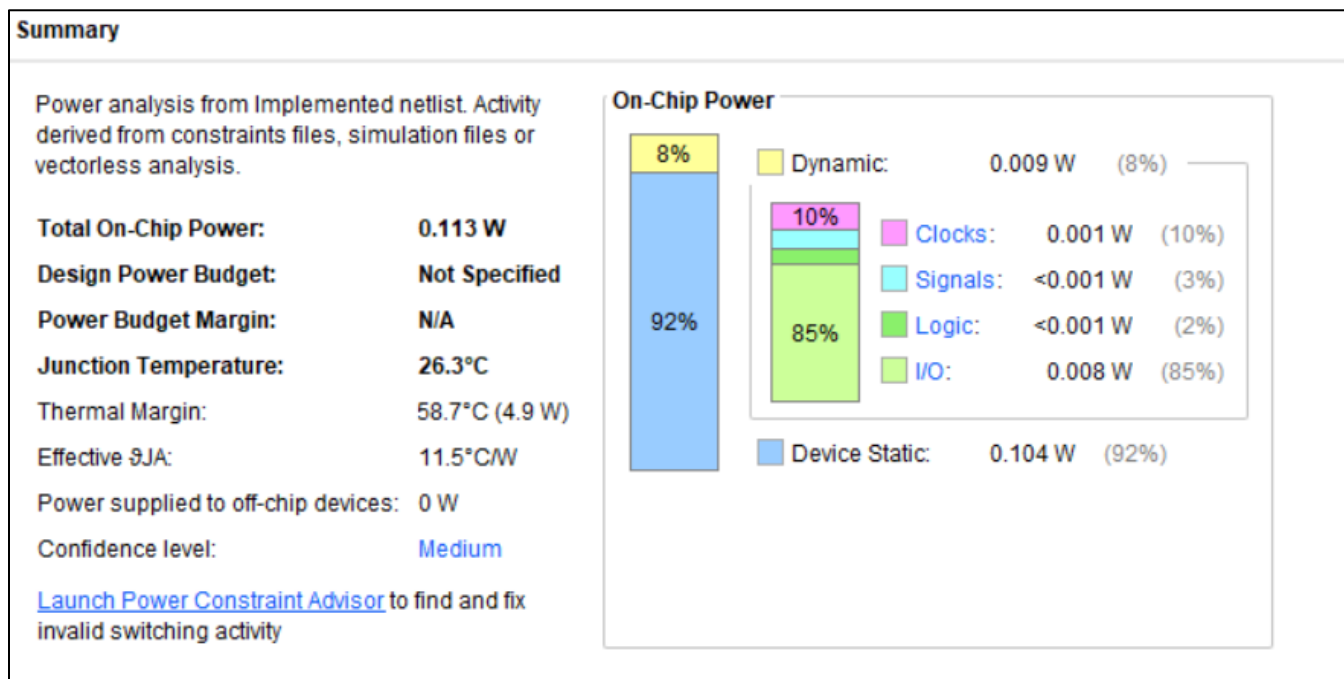 Summary
Power analysis from Implemented netlist. Activity
derived from constraints files, simulation files or
vectorless analysis.
Total On-Chip Power: 0.113 W
Design Power Budget: Not Specified
Power Budget Margin: N/A
Junction Temperature: 26.3°C
Thermal Margin: 58.7°C (4.9 W)
Effective ϑJA: 11.5°C/W
Power supplied to off-chip devices: 0 W
Confidence level: Medium
Launch Power Constraint Advisor to find and fix
invalid switching activity
On-Chip Power
8%
92%
Dynamic: 0.009 W (8%)
10%
85%
Clocks: 0.001 W (10%)
Signals: <0.001 W (3%)
Logic: <0.001 W (2%)
I/O: 0.008 W (85%)
Device Static: 0.104 W (92%)